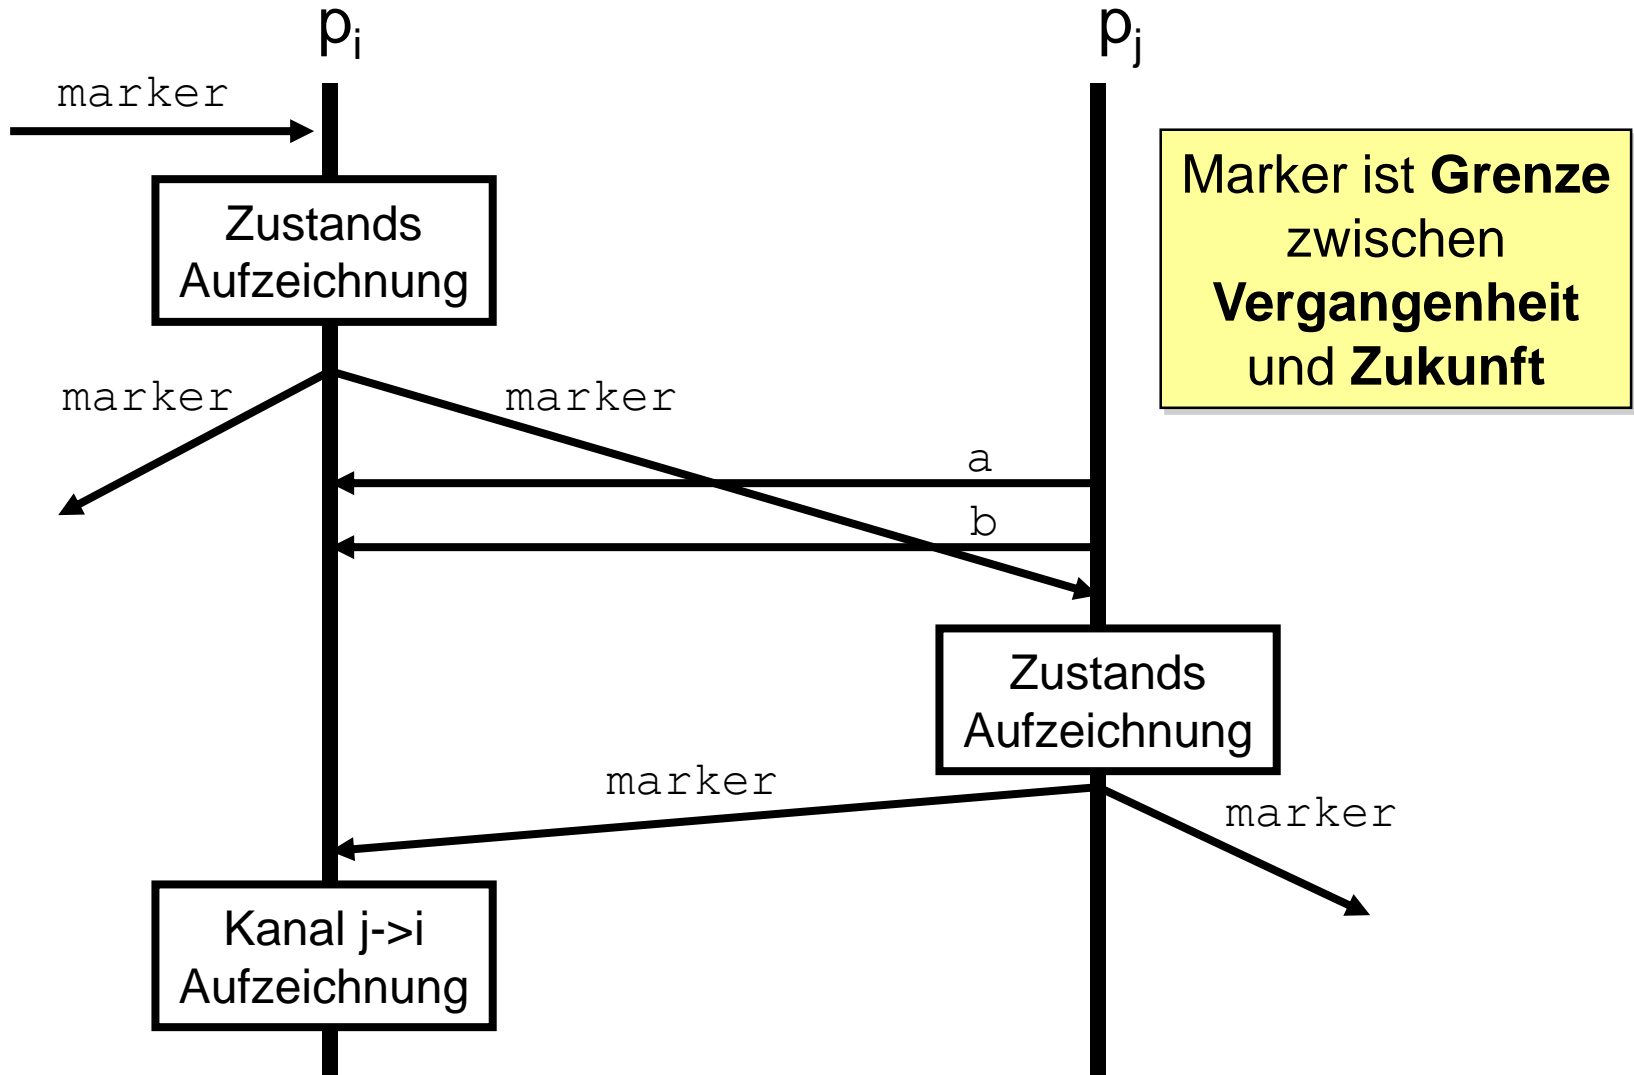 pi
pj
marker
Marker ist Grenze
zwischen
Vergangenheit
und Zukunft
Zustands
Aufzeichnung
marker
marker
a
b
Zustands
Aufzeichnung
marker
marker
Kanal j->i
Aufzeichnung